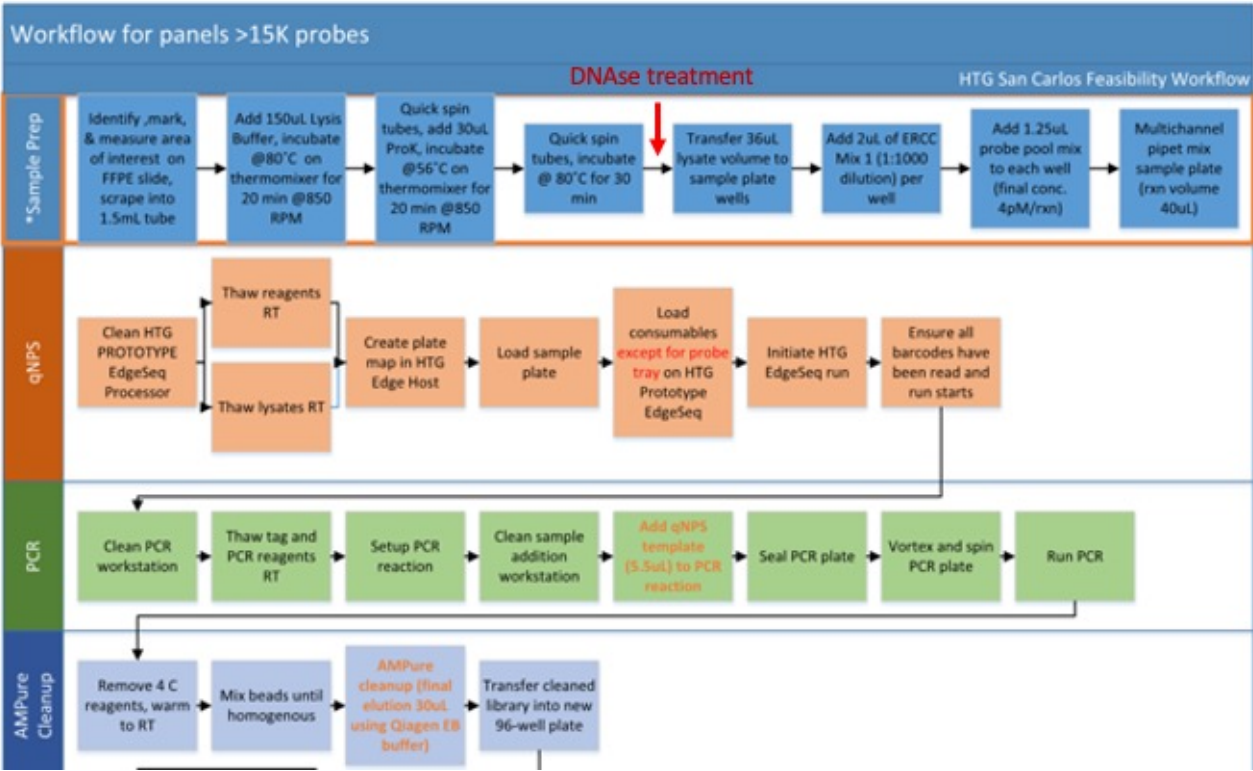 Workflow for panels >15K probes
DNAse treatment
HTG San Carlos Feasibility Workflow
*Sample Prep
Identify ,mark,
& measure area
of interest on
FFPE slide,
scrape into
1.5mL tube
Add 150uL Lysis
Buffer, incubate
@80˚C on
thermomixer for
20 min @850
RPM
Quick spin
tubes, add 30uL
ProK, incubate
@56˚C on
thermomixer for
20 min @850
RPM
Quick spin
tubes, incubate
@ 80˚C for 30
min
Transfer 36uL
lysate volume to
sample plate
wells
Add 2uL of ERCC
Mix 1 (1:1000
dilution) per
well
Add 1.25uL
probe pool mix
to each well
(final conc.
4pM/rxn)
Multichannel
pipet mix
sample plate
(rxn volume
40uL)
qNPS
Clean HTG
PROTOTYPE
EdgeSeq
Processor
Thaw reagents
RT
Thaw lysates RT
Create plate
map in HTG
Edge Host
Load sample
plate
Load
consumables
except for probe
tray on HTG
Prototype
EdgeSeq
Initiate HTG
EdgeSeq run
Ensure all
barcodes have
been read and
run starts
PCR
Clean PCR
workstation
Thaw tag and
PCR reagents
RT
Setup PCR
reaction
Clean sample
addition
workstation
Add qNPS
template
(5.5uL) to PCR
reaction
Seal PCR plate
Vortex and spin
PCR plate
Run PCR
AMPure
Cleanup
Remove 4 C
reagents, warm
to RT
Mix beads until
homogenous
AMPure
cleanup (final
elution 30uL
using Qiagen EB
buffer)
Transfer cleaned
library into new
96-well plate